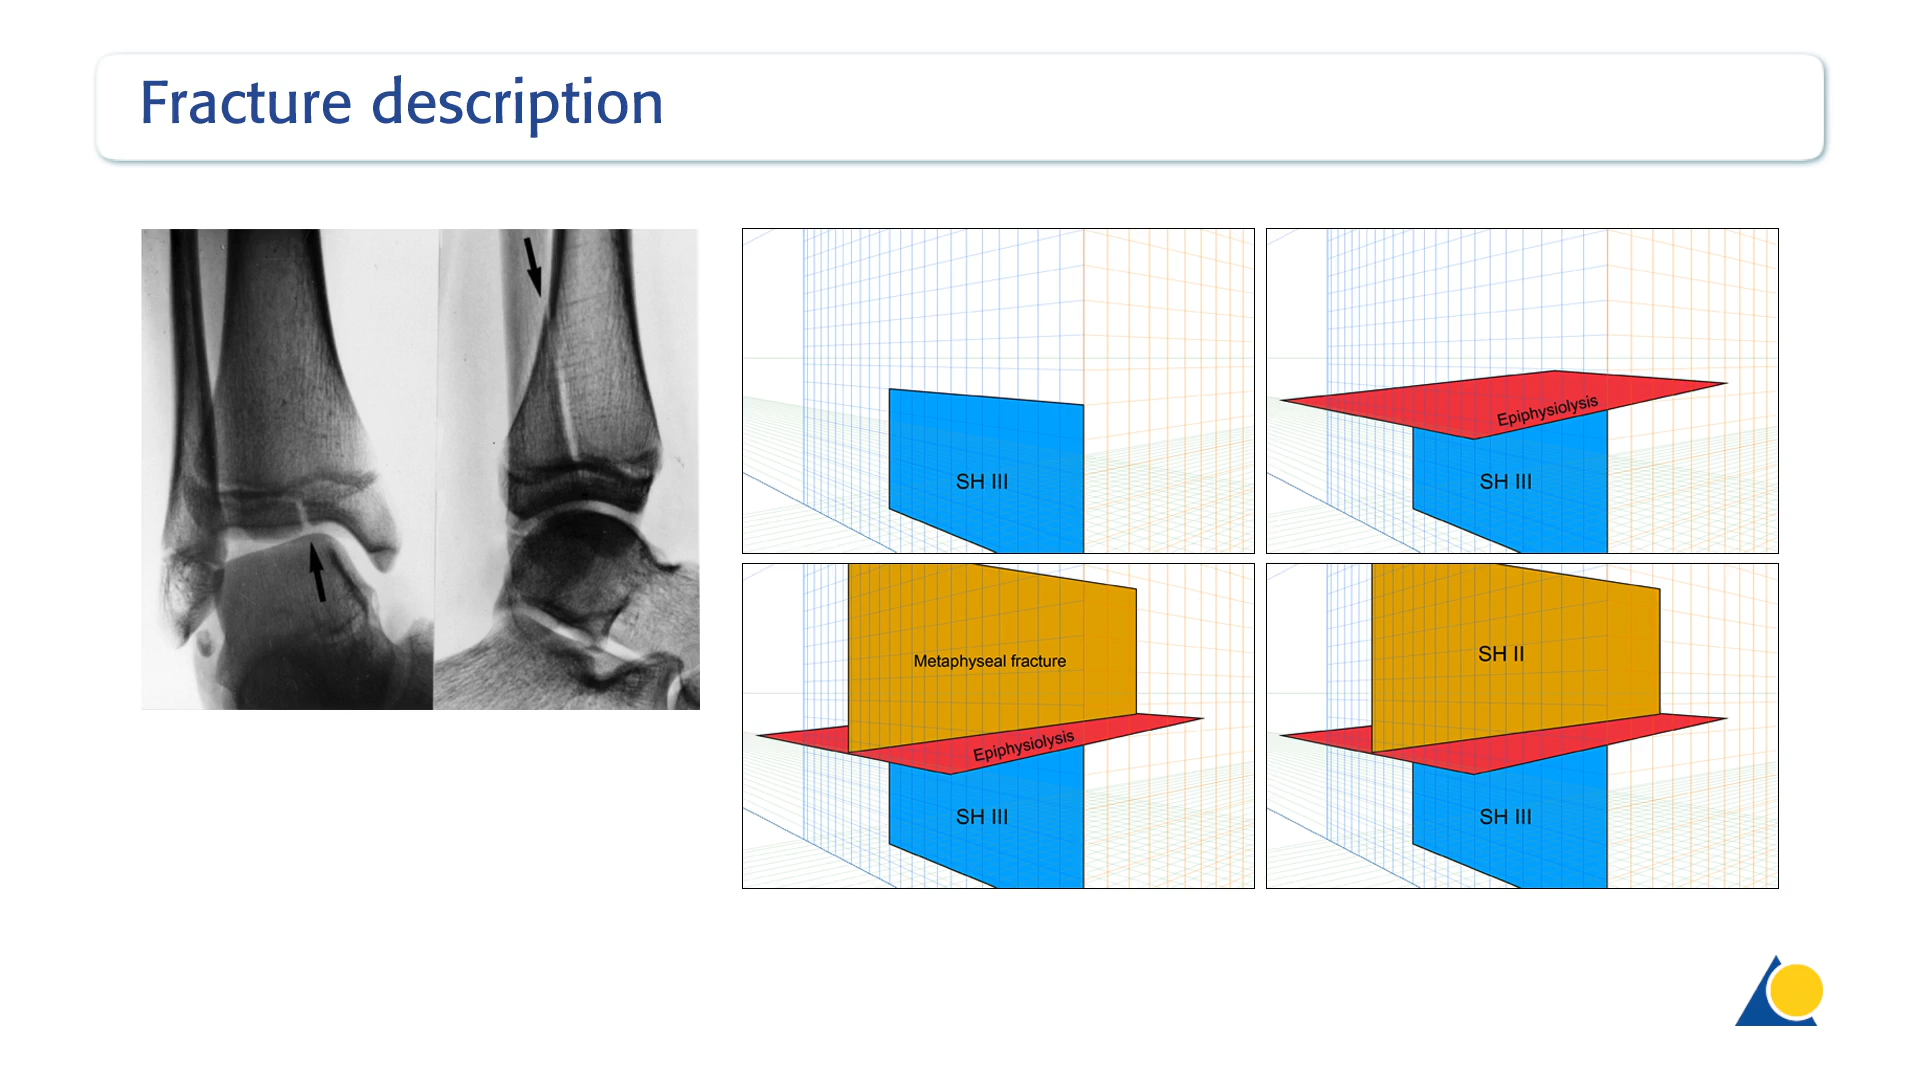 Fracture description
SH III
Epiphysiolysis
SH III
Metaphyseal fracture
Epiphysiolysis
SH III
SH II
SH III